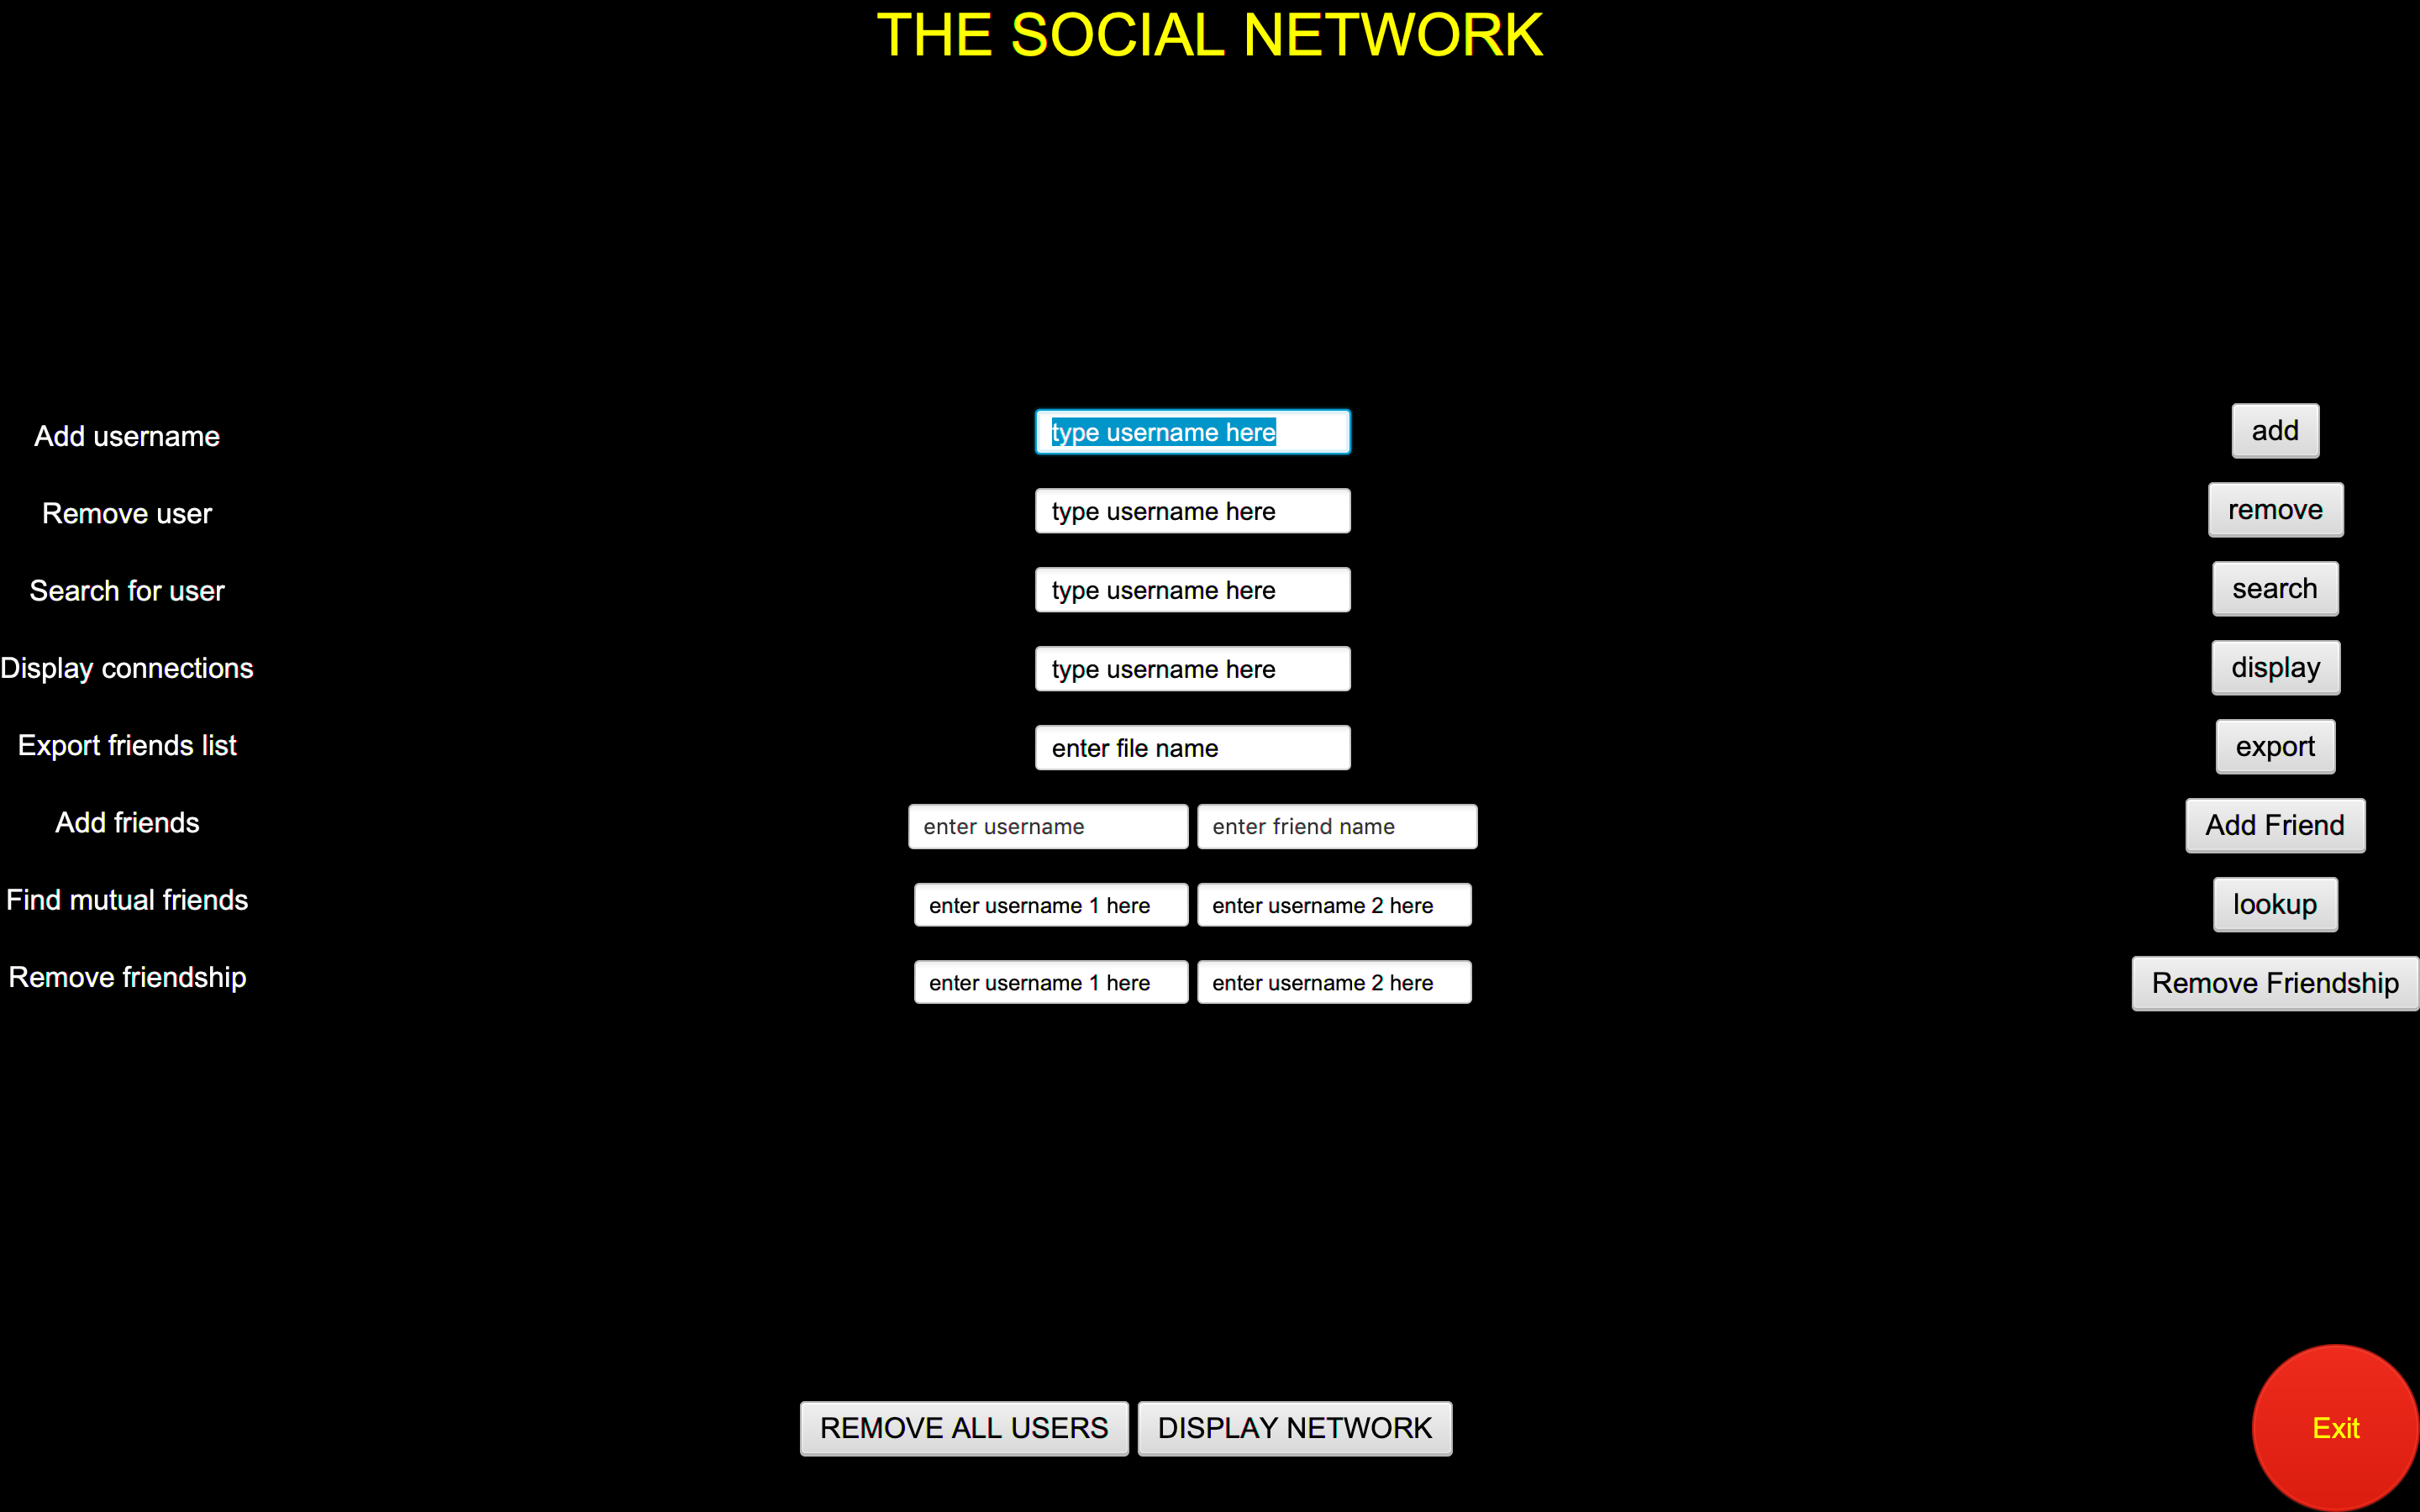 THE SOCIAL NETWORK
Add username type username here add
Remove user type username here remove
Search for user type username here search
Display connections type username here display
Export friends list enter file name export
Add friends enter username enter friend name Add Friend
Find mutual friends enter username 1 here enter username 2 here lookup
Remove friendship enter username 1 here enter username 2 here Remove Friendship
REMOVE ALL USERS DISPLAY NETWORK Exit